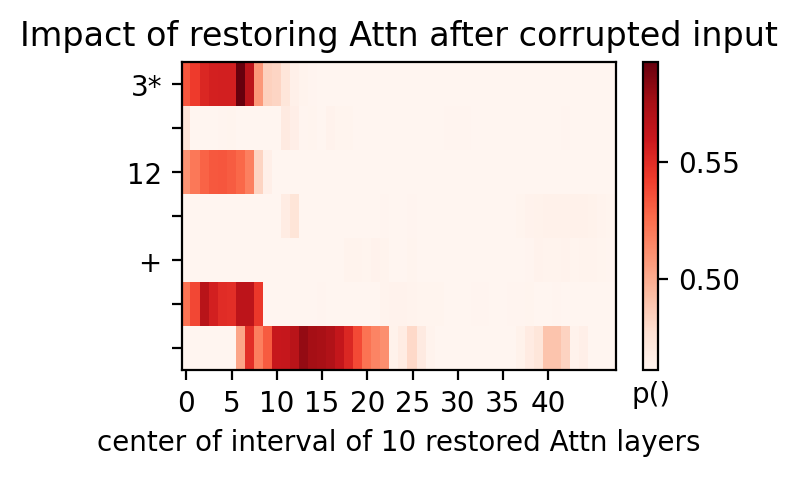 Impact of restoring Attn after corrupted input
3*
12
+
0.55
0.50
0 5 10 15 20 25 30 35 40
p()
center of interval of 10 restored Attn layers